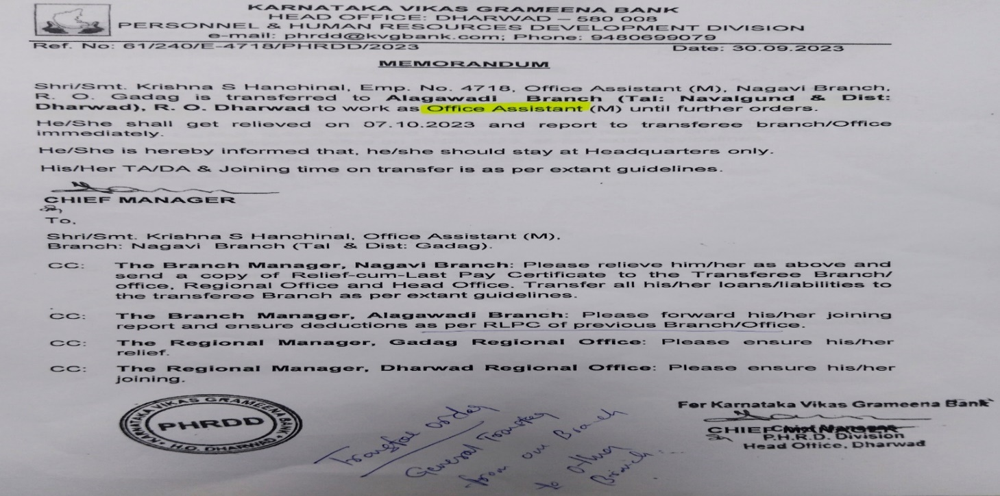 KARNATAKA VIKAS GRAMEENA BANK
HEAD OFFICE: DHARWAD – 580 008
PERSONNEL & HUMAN RESOURCES DEVELOPMENT DIVISION
e-mail: phrdd@kvgbank.com; Phone: 9480699079
Ref. No: 61/240/E-4718/PHRDD/2023 Date: 30.09.2023
MEMORANDUM
Shri/Smt. Krishna S Hanchinal, Emp. No. 4718, Office Assistant (M), Nagavi Branch,
R. O. Gadag is transferred to Alagawadi Branch (Tal: Navalgund & Dist:
Dharwad), R. O. Dharwad to work as Office Assistant (M) until further orders.
He/She shall get relieved on 07.10.2023 and report to transferee branch/Office
immediately.
He/She is hereby informed that, he/she should stay at Headquarters only.
His/Her TA/DA & Joining time on transfer is as per extant guidelines.
CHIEF MANAGER
To,
Shri/Smt. Krishna S Hanchinal, Office Assistant (M),
Branch: Nagavi Branch (Tal & Dist: Gadag).
CC: The Branch Manager, Nagavi Branch: Please relieve him/her as above and
send a copy of Relief-cum-Last Pay Certificate to the Transferee Branch/
office, Regional Office and Head Office. Transfer all his/her loans/liabilities to
the transferee Branch as per extant guidelines.
CC: The Branch Manager, Alagawadi Branch: Please forward his/her joining
report and ensure deductions as per RLPC of previous Branch/Office.
CC: The Regional Manager, Gadag Regional Office: Please ensure his/her
relief.
CC: The Regional Manager, Dharwad Regional Office: Please ensure his/her
joining.
KARNATAKA VIKAS GRAMEENA BANK
PHRDD
H.O. DHARWAD
Transfer order
General Transfer
from our Branch
to other
Branch
For Karnataka Vikas Grameena Bank
CHIEF MANAGER
P.H.R.D. Division
Head Office, Dharwad